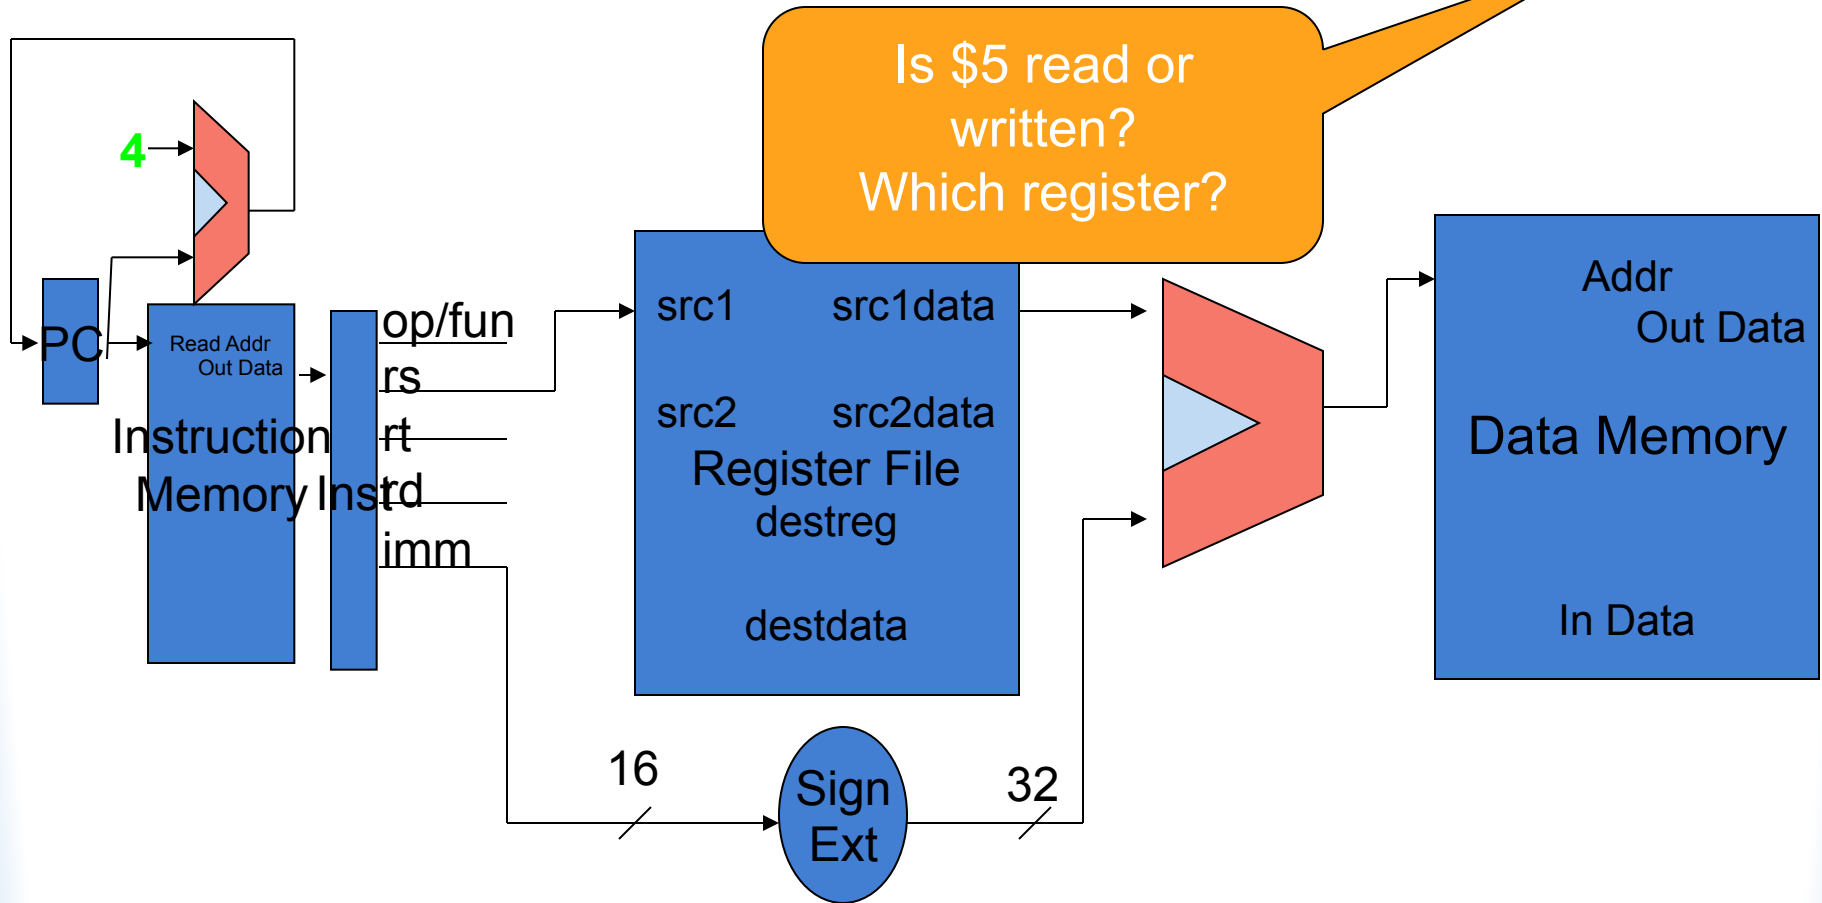 Is $5 read or
written?
Which register?
4
PC
Read Addr
Out Data
Instruction
Memory
Inst
op/fun
rs
rt
rd
imm
src1
src1data
src2
src2data
Register File
destreg
destdata
Addr
Out Data
Data Memory
In Data
16
Sign
Ext
32